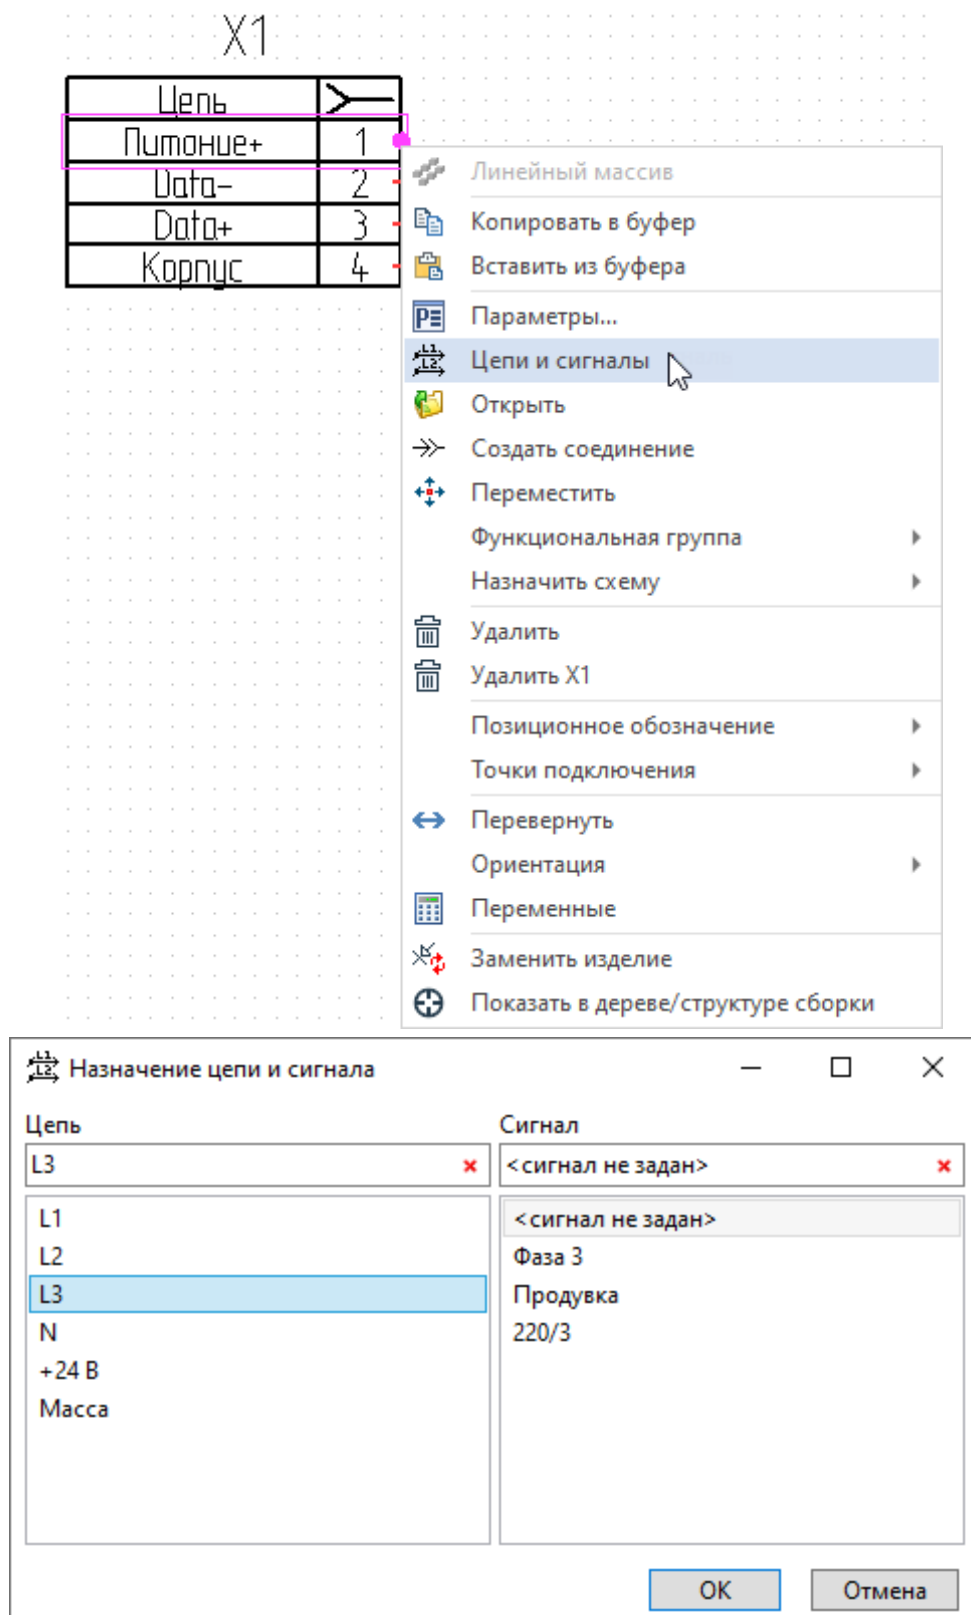 X1
Цепь
Питание+ 1
Data- 2
Data+ 3
Корпус 4
Линейный массив
Копировать в буфер
Вставить из буфера
Параметры...
Цепи и сигналы
Открыть
Создать соединение
Переместить
Функциональная группа
Назначить схему
Удалить
Удалить X1
Позиционное обозначение
Точки подключения
Перевернуть
Ориентация
Переменные
Заменить изделие
Показать в дереве/структуре сборки
Назначение цепи и сигнала
Цепь
L3
L1
L2
L3
N
+24 В
Масса
Сигнал
<сигнал не задан>
<сигнал не задан>
Фаза 3
Продувка
220/3
ОК Отмена